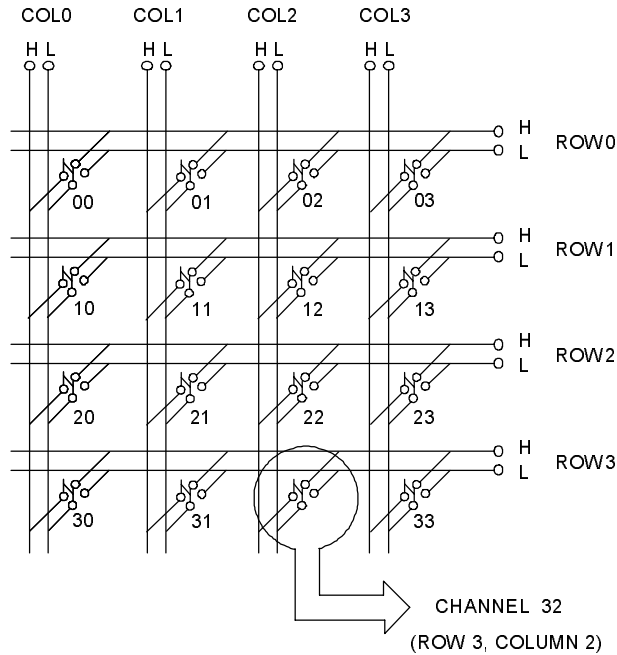 COL0 COL1 COL2 COL3
H L H L H L H L
H
L
ROW0
00 01 02 03
H
L
ROW1
10 11 12 13
H
L
ROW2
20 21 22 23
H
L
ROW3
30 31 33
CHANNEL 32
(ROW 3, COLUMN 2)